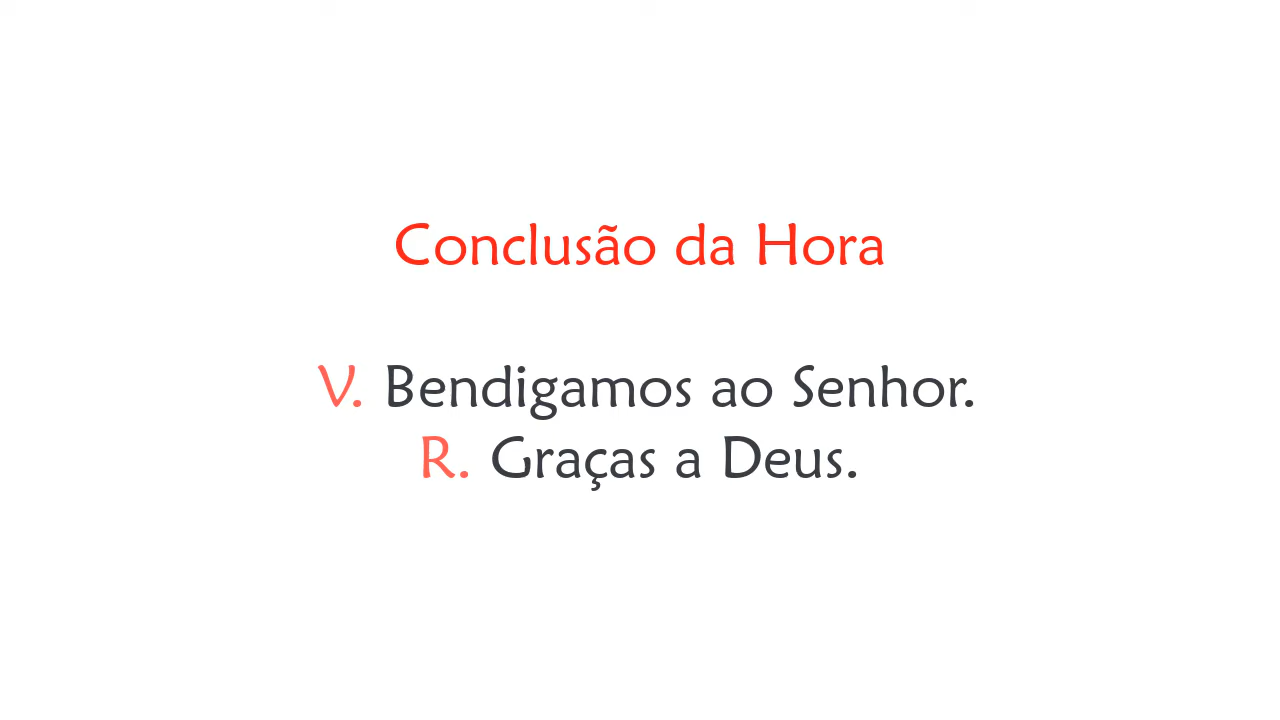 Conclusão da Hora
V. Bendigamos ao Senhor.
R. Graças a Deus.